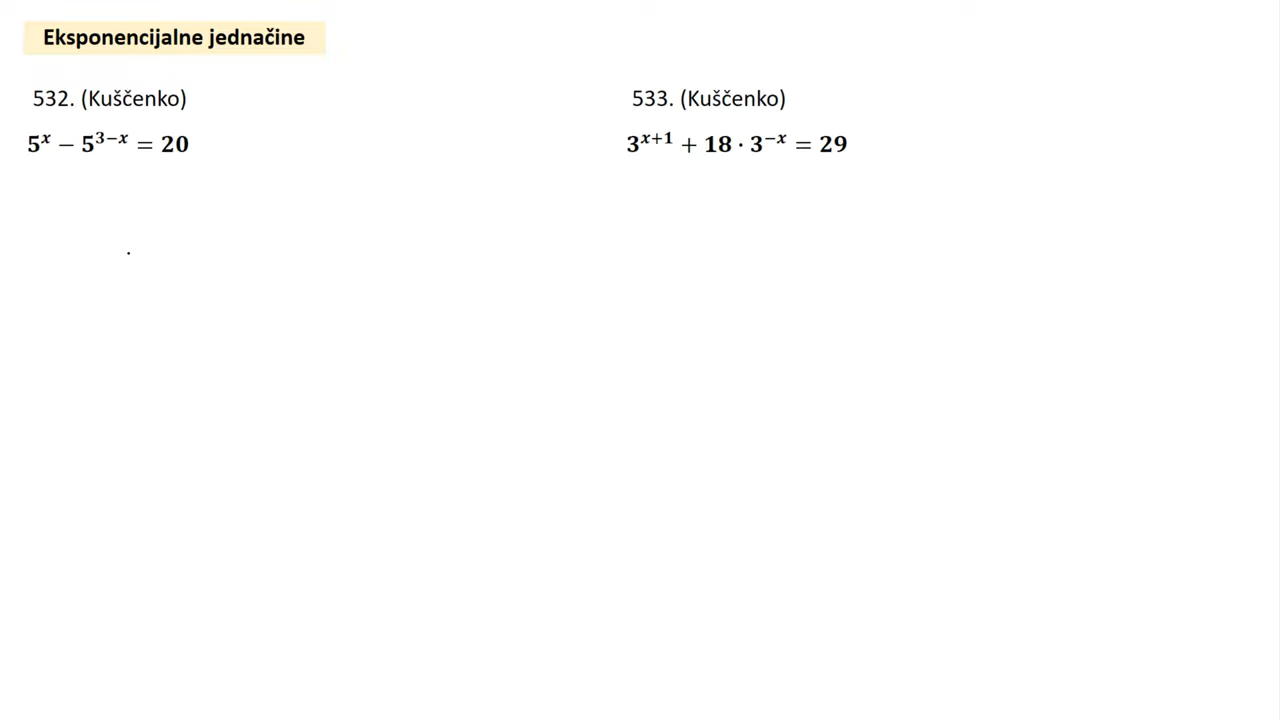 Eksponencijalne jednačine
532. (Kuščenko)
5^x − 5^{3−x} = 20
533. (Kuščenko)
3^{x+1} + 18 · 3^{−x} = 29